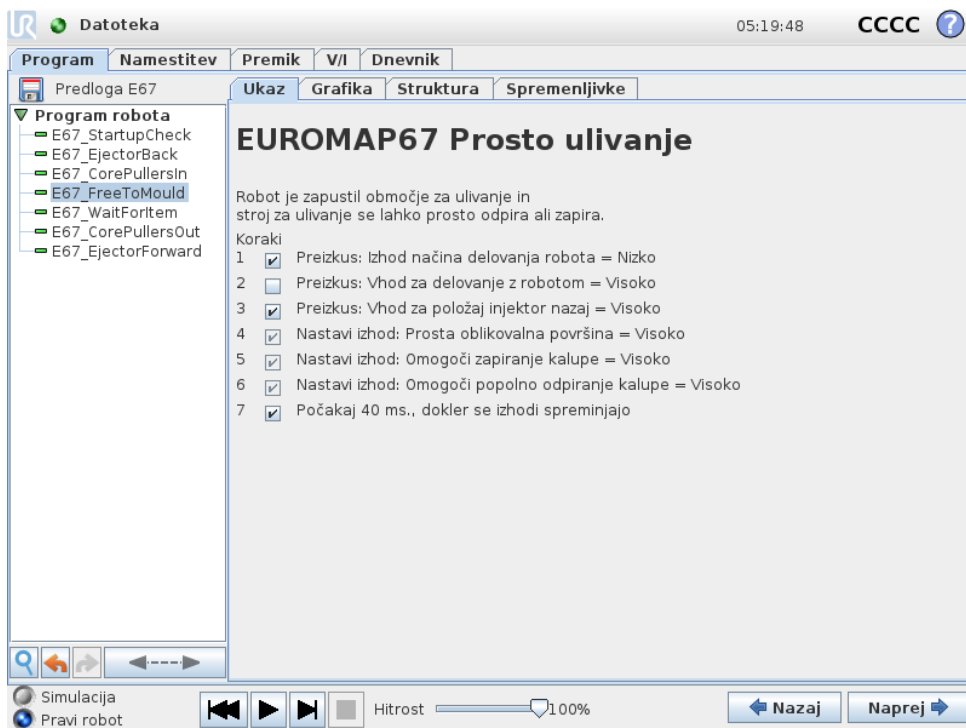 UR Datoteka 05:19:48 CCCC ?
Program Namestitev Premik V/I Dnevnik
Predloga E67
Ukaz Grafika Struktura Spremenljivke
Program robota
E67_StartupCheck
E67_EjectorBack
E67_CorePullersIn
E67_FreeToMould
E67_WaitForItem
E67_CorePullersOut
E67_EjectorForward
EUROMAP67 Prosto ulivanje
Robot je zapustil območje za ulivanje in
stroj za ulivanje se lahko prosto odpira ali zapira.
Koraki
1 Preizkus: Izhod načina delovanja robota = Nizko
2 Preizkus: Vhod za delovanje z robotom = Visoko
3 Preizkus: Vhod za položaj injektor nazaj = Visoko
4 Nastavi izhod: Prosta oblikovalna površina = Visoko
5 Nastavi izhod: Omogoči zapiranje kalupe = Visoko
6 Nastavi izhod: Omogoči popolno odpiranje kalupe = Visoko
7 Počakaj 40 ms., dokler se izhodi spreminjajo
Simulacija
Pravi robot
Hitrost 100%
Nazaj Naprej